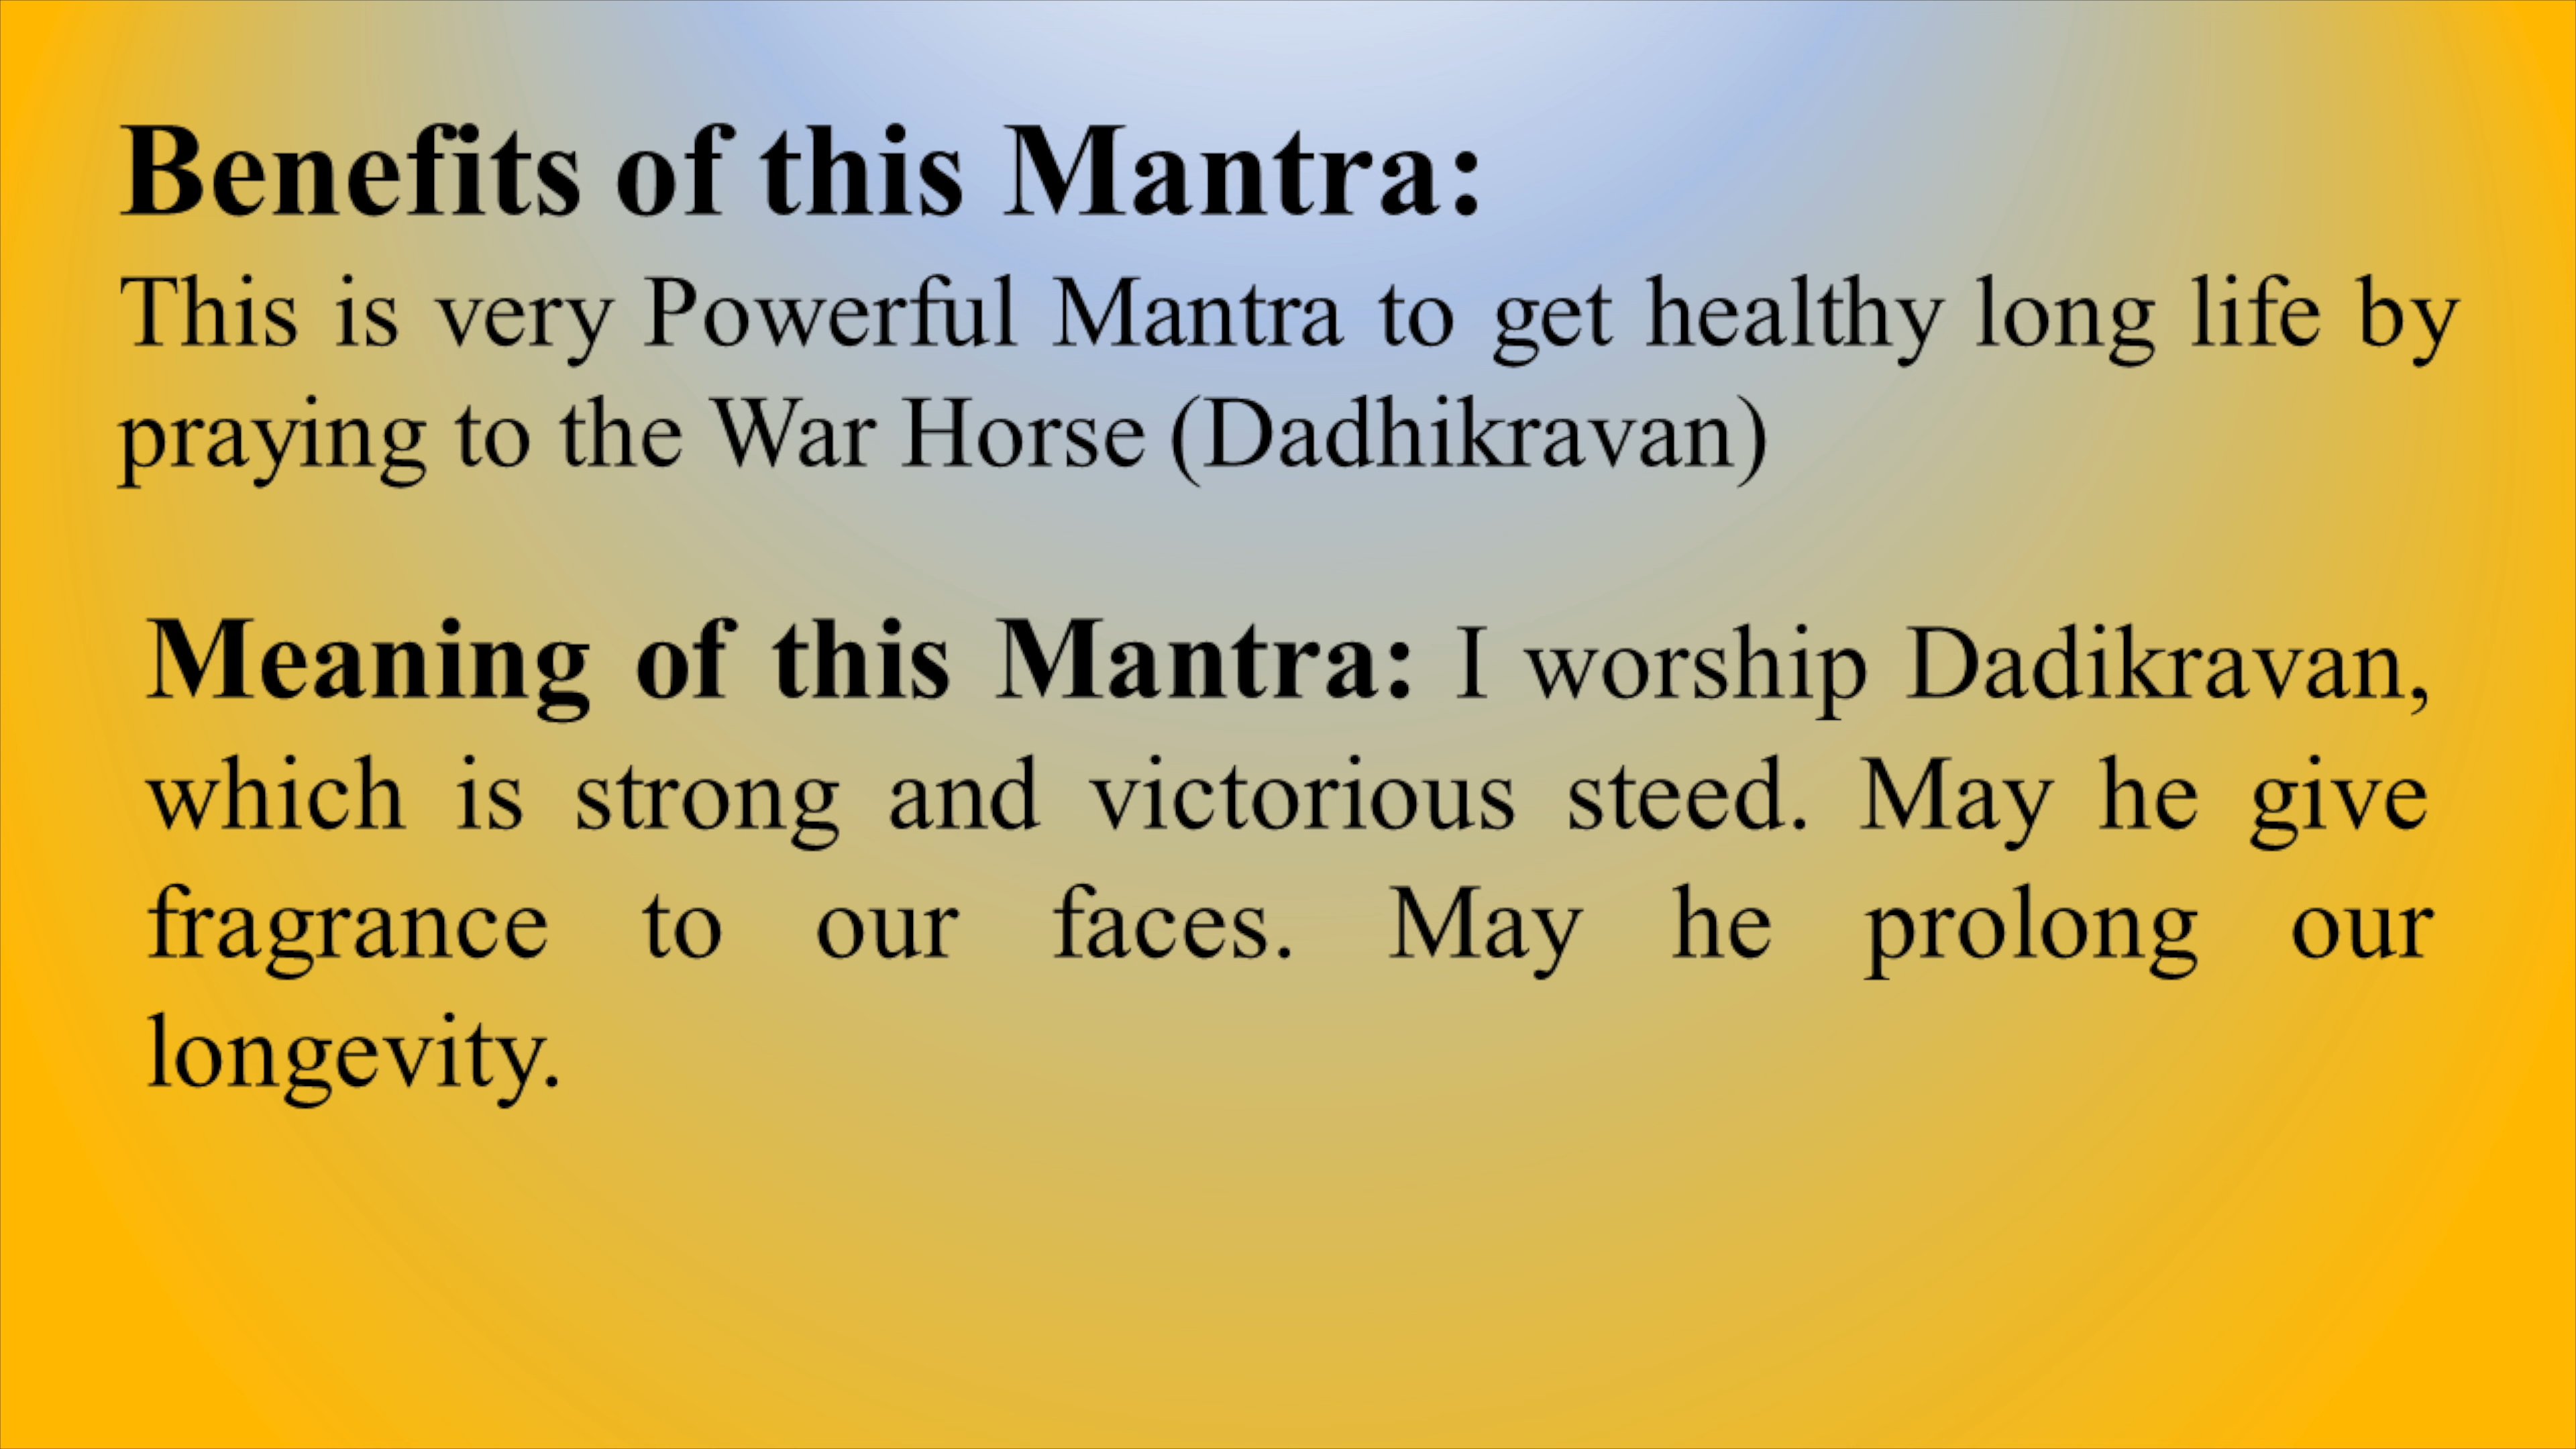 Benefits of this Mantra:
This is very Powerful Mantra to get healthy long life by
praying to the War Horse (Dadhikravan)
Meaning of this Mantra: I worship Dadikravan,
which is strong and victorious steed. May he give
fragrance to our faces. May he prolong our
longevity.